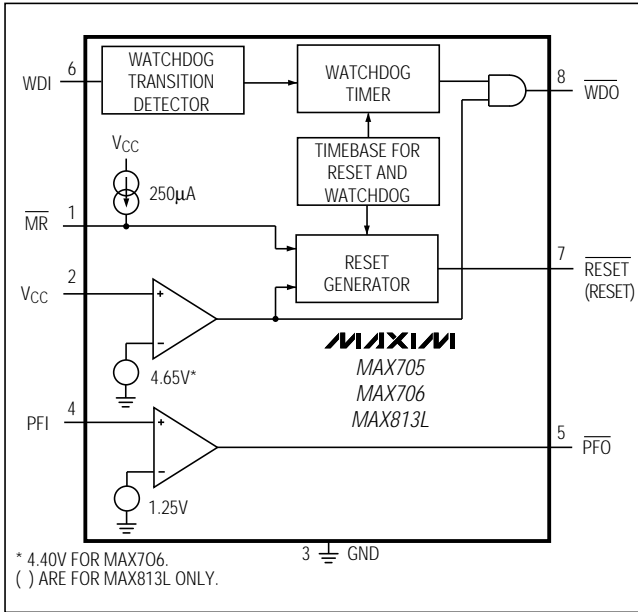 6
WDI
WATCHDOG
TRANSITION
DETECTOR
WATCHDOG
TIMER
8
WDO
VCC
250µA
TIMEBASE FOR
RESET AND
WATCHDOG
1
MR
RESET
GENERATOR
7
RESET
(RESET)
2
VCC
+
−
4.65V*
MAXIM
MAX705
MAX706
MAX813L
4
PFI
+
−
1.25V
5
PFO
3 GND
* 4.40V FOR MAX706.
( ) ARE FOR MAX813L ONLY.